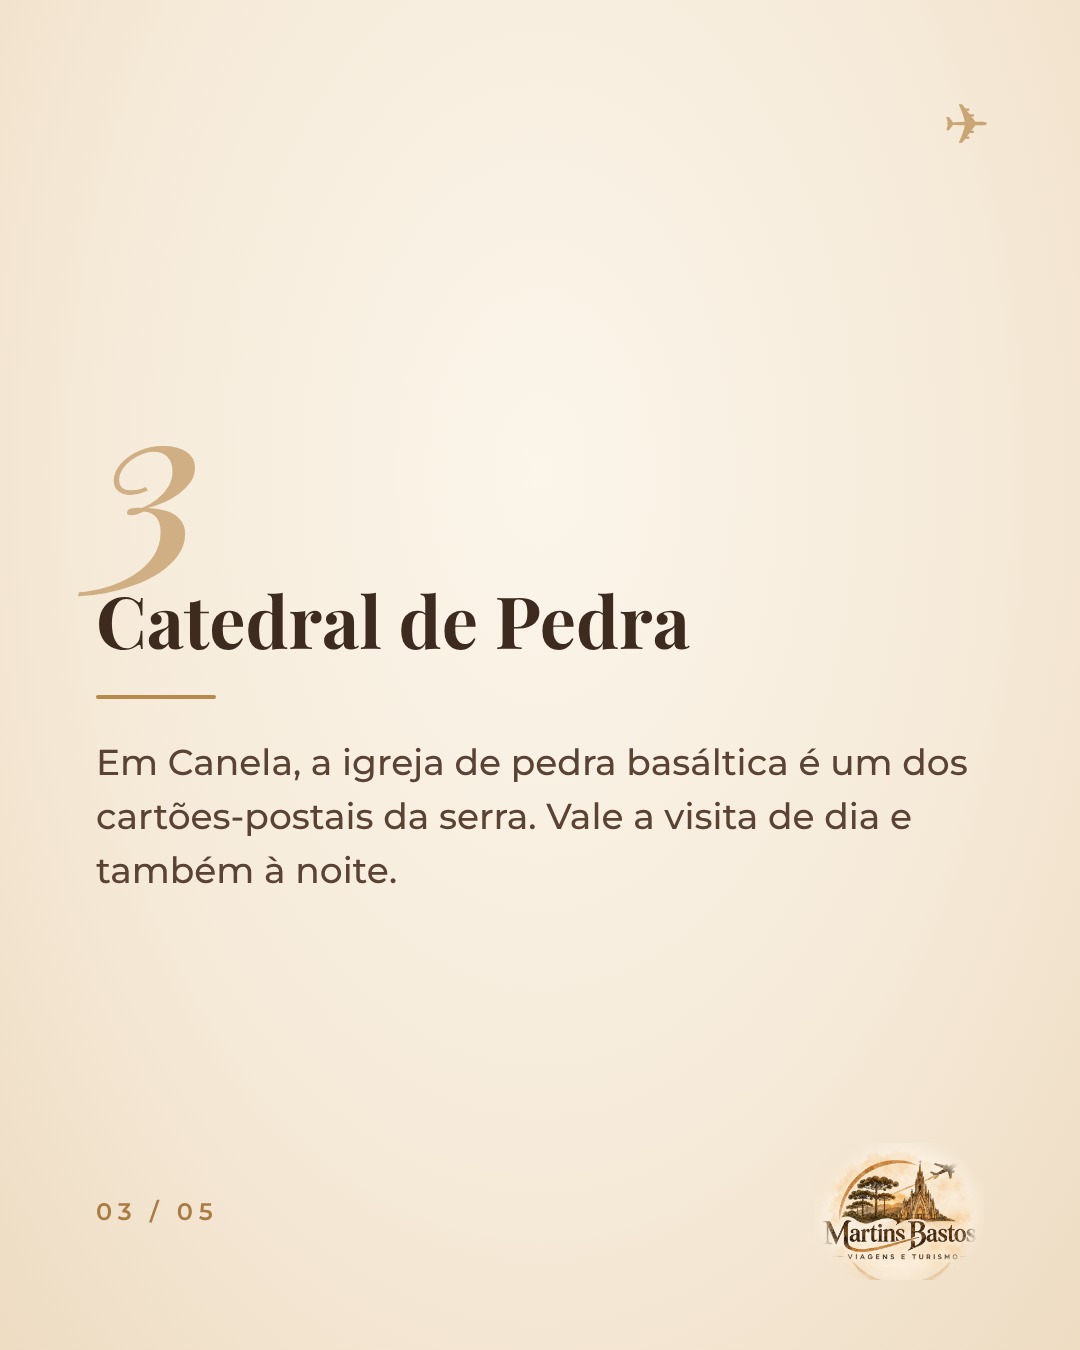 3
Catedral de Pedra
Em Canela, a igreja de pedra basáltica é um dos
cartões-postais da serra. Vale a visita de dia e
também à noite.
03 / 05
Martins Bastos
VIAGENS E TURISMO